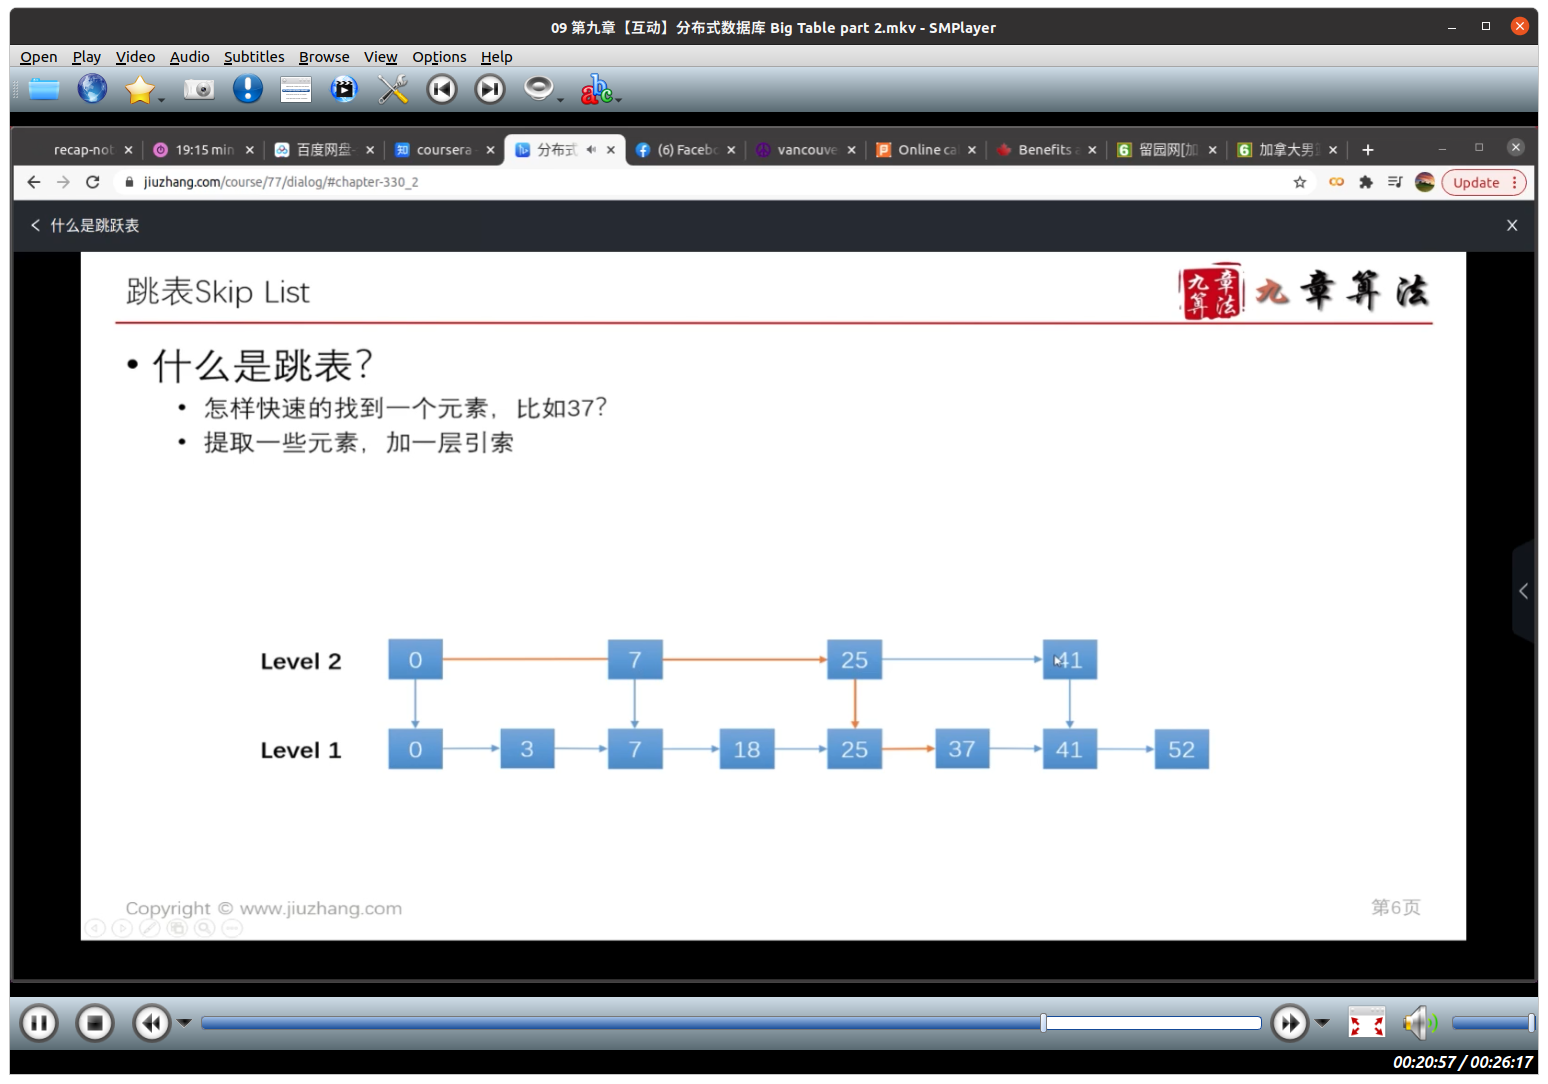 09 第九章【互动】分布式数据库 Big Table part 2.mkv - SMPlayer
Open Play Video Audio Subtitles Browse View Options Help
recap-not 19:15 min 百度网盘- coursera 分布式 (6) Facebo vancouve Online cal Benefits a 留园网[加 加拿大男
jiuzhang.com/course/77/dialog/#chapter-330_2 Update
什么是跳跃表
跳表Skip List
九章算法 九章算法
• 什么是跳表？
• 怎样快速的找到一个元素，比如37？
• 提取一些元素，加一层引索
Level 2 0 7 25 41
Level 1 0 3 7 18 25 37 41 52
Copyright © www.jiuzhang.com 第6页
00:20:57 / 00:26:17